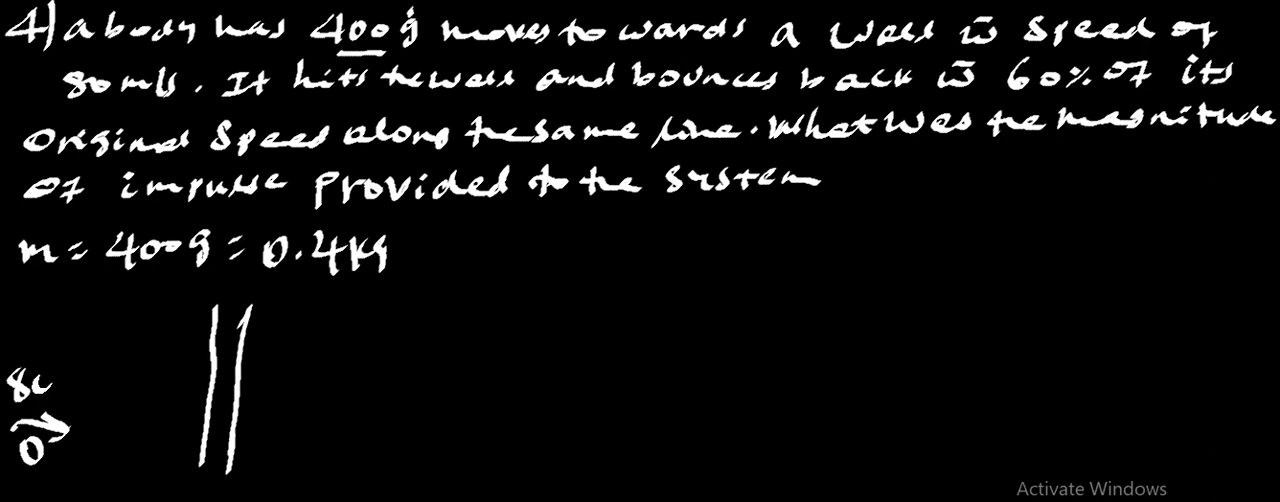 4) a body has 400g moves towards a wall w̄ speed of
80 m/s. It hits the wall and bounces back w̄ 60% of its
original speed along the same line. What was the magnitude
of impulse provided to the system
m = 400g = 0.4kg
80
Activate Windows